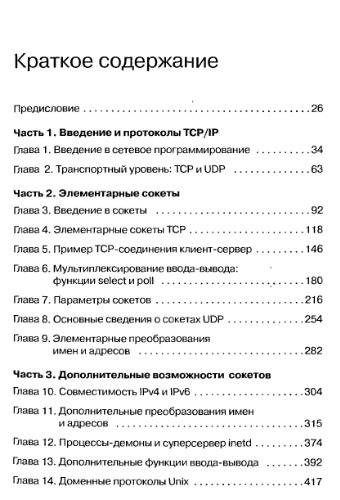 Краткое содержание
Предисловие ........................................ 26
Часть 1. Введение и протоколы TCP/IP
Глава 1. Введение в сетевое программирование ............ 34
Глава 2. Транспортный уровень: TCP и UDP ............... 63
Часть 2. Элементарные сокеты
Глава 3. Введение в сокеты ............................ 92
Глава 4. Элементарные сокеты TCP ..................... 118
Глава 5. Пример TCP-соединения клиент-сервер ........... 146
Глава 6. Мультиплексирование ввода-вывода:
функции select и poll ....................... 180
Глава 7. Параметры сокетов ........................... 216
Глава 8. Основные сведения о сокетах UDP .............. 254
Глава 9. Элементарные преобразования
имен и адресов ............................. 282
Часть 3. Дополнительные возможности сокетов
Глава 10. Совместимость IPv4 и IPv6 .................... 304
Глава 11. Дополнительные преобразования имен
и адресов ................................. 315
Глава 12. Процессы-демоны и суперсервер inetd .......... 374
Глава 13. Дополнительные функции ввода-вывода ......... 392
Глава 14. Доменные протоколы Unix ..................... 417